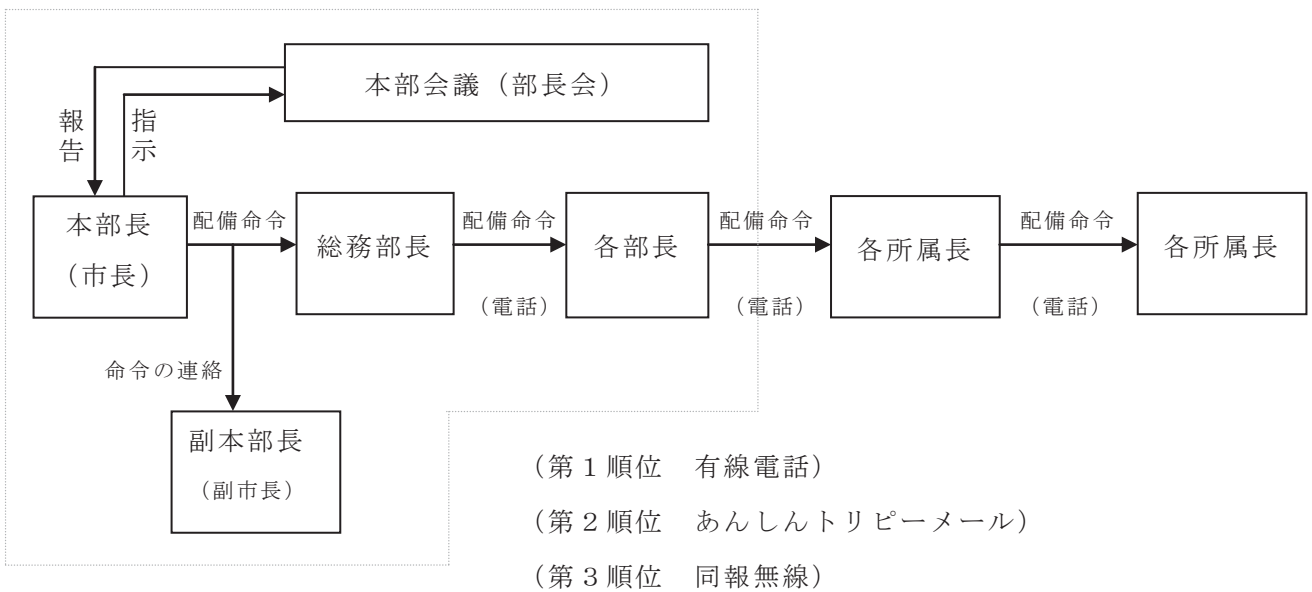 本部会議（部長会）
報告
指示
本部長
（市長）
配備命令
総務部長
配備命令
（電話）
各部長
配備命令
（電話）
各所属長
配備命令
（電話）
各所属長
命令の連絡
副本部長
（副市長）
（第１順位　有線電話）
（第２順位　あんしんトリピーメール）
（第３順位　同報無線）